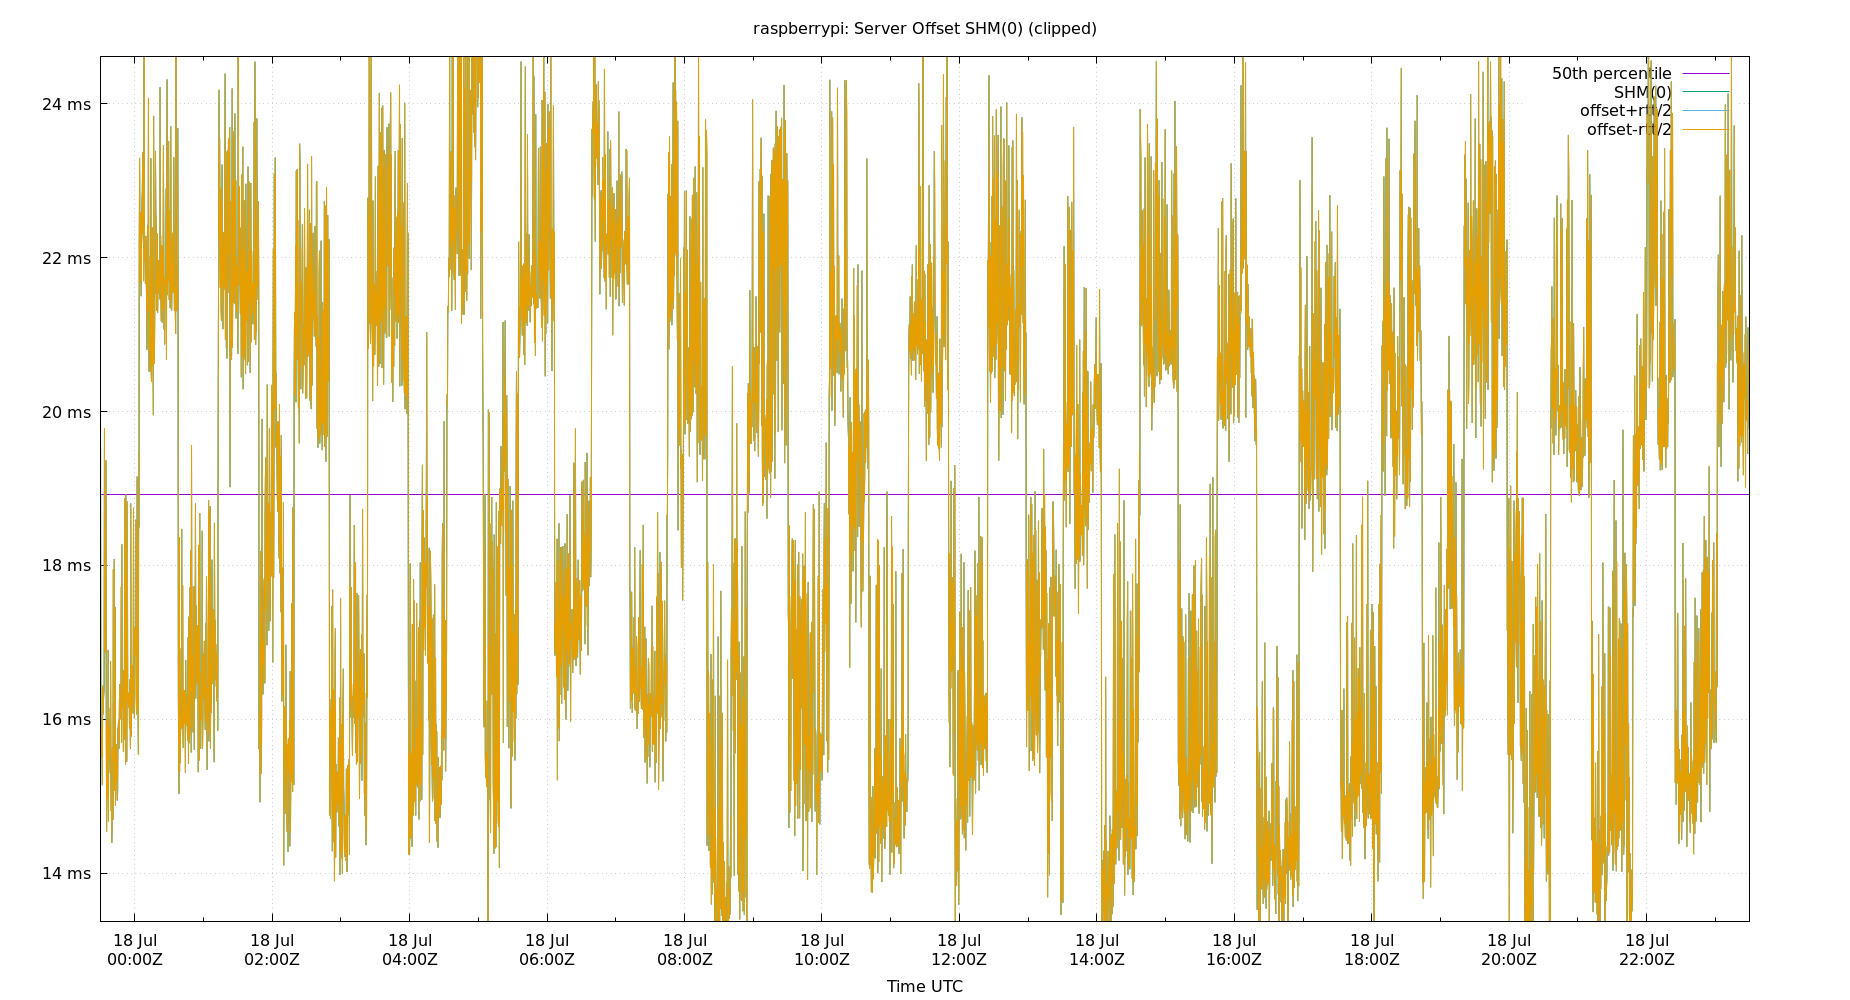 raspberrypi: Server Offset SHM(0) (clipped)
50th percentile
SHM(0)
offset+rtt/2
offset-rtt/2
24 ms
22 ms
20 ms
18 ms
16 ms
14 ms
18 Jul 18 Jul 18 Jul 18 Jul 18 Jul 18 Jul 18 Jul 18 Jul 18 Jul 18 Jul 18 Jul 18 Jul
00:00Z 02:00Z 04:00Z 06:00Z 08:00Z 10:00Z 12:00Z 14:00Z 16:00Z 18:00Z 20:00Z 22:00Z
Time UTC